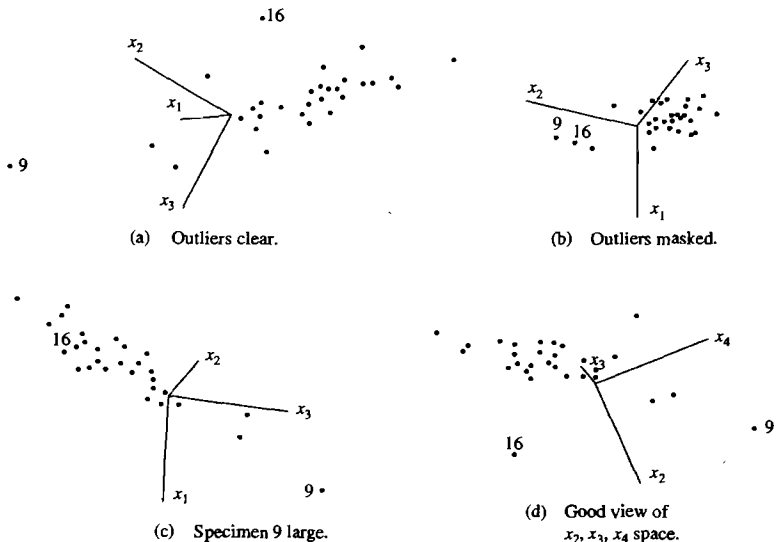 16
x₂
x₁
9
x₃
(a) Outliers clear.
x₃
x₂
9
16
x₁
(b) Outliers masked.
16
x₂
x₃
9
x₁
(c) Specimen 9 large.
x₄
x₃
16
9
x₂
(d) Good view of
x₂, x₃, x₄ space.